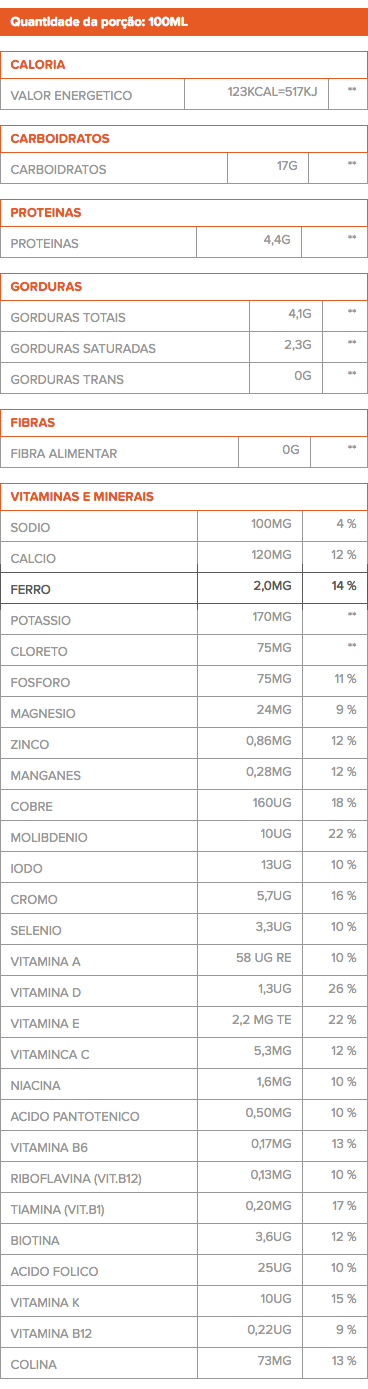 Quantidade da porção: 100ML
CALORIA
VALOR ENERGETICO 123KCAL=517KJ **
CARBOIDRATOS
CARBOIDRATOS 17G **
PROTEINAS
PROTEINAS 4,4G **
GORDURAS
GORDURAS TOTAIS 4,1G **
GORDURAS SATURADAS 2,3G **
GORDURAS TRANS 0G **
FIBRAS
FIBRA ALIMENTAR 0G **
VITAMINAS E MINERAIS
SODIO 100MG 4 %
CALCIO 120MG 12 %
FERRO 2,0MG 14 %
POTASSIO 170MG **
CLORETO 75MG **
FOSFORO 75MG 11 %
MAGNESIO 24MG 9 %
ZINCO 0,86MG 12 %
MANGANES 0,28MG 12 %
COBRE 160UG 18 %
MOLIBDENIO 10UG 22 %
IODO 13UG 10 %
CROMO 5,7UG 16 %
SELENIO 3,3UG 10 %
VITAMINA A 58 UG RE 10 %
VITAMINA D 1,3UG 26 %
VITAMINA E 2,2 MG TE 22 %
VITAMINCA C 5,3MG 12 %
NIACINA 1,6MG 10 %
ACIDO PANTOTENICO 0,50MG 10 %
VITAMINA B6 0,17MG 13 %
RIBOFLAVINA (VIT.B12) 0,13MG 10 %
TIAMINA (VIT.B1) 0,20MG 17 %
BIOTINA 3,6UG 12 %
ACIDO FOLICO 25UG 10 %
VITAMINA K 10UG 15 %
VITAMINA B12 0,22UG 9 %
COLINA 73MG 13 %